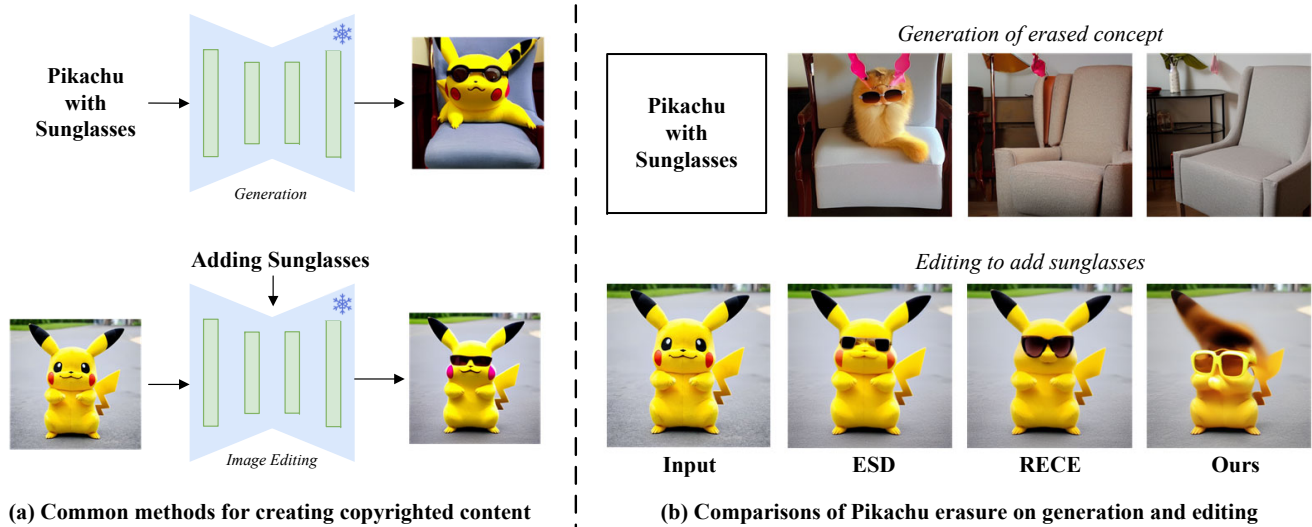 Pikachu
with
Sunglasses
Generation
Adding Sunglasses
Image Editing
(a) Common methods for creating copyrighted content
Generation of erased concept
Pikachu
with
Sunglasses
Editing to add sunglasses
Input ESD RECE Ours
(b) Comparisons of Pikachu erasure on generation and editing